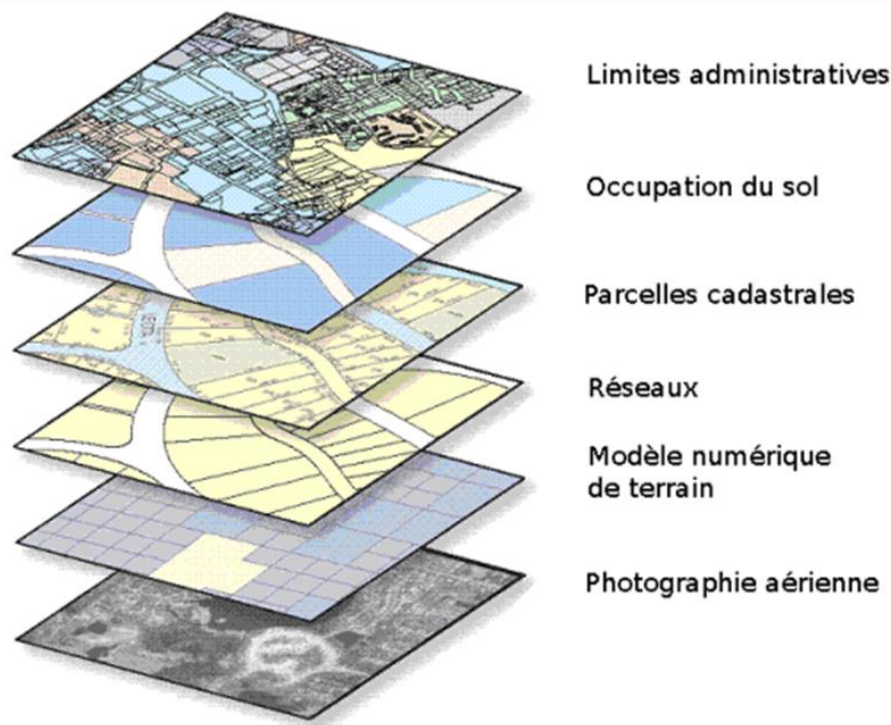 Limites administratives
Occupation du sol
Parcelles cadastrales
Réseaux
Modèle numérique
de terrain
Photographie aérienne